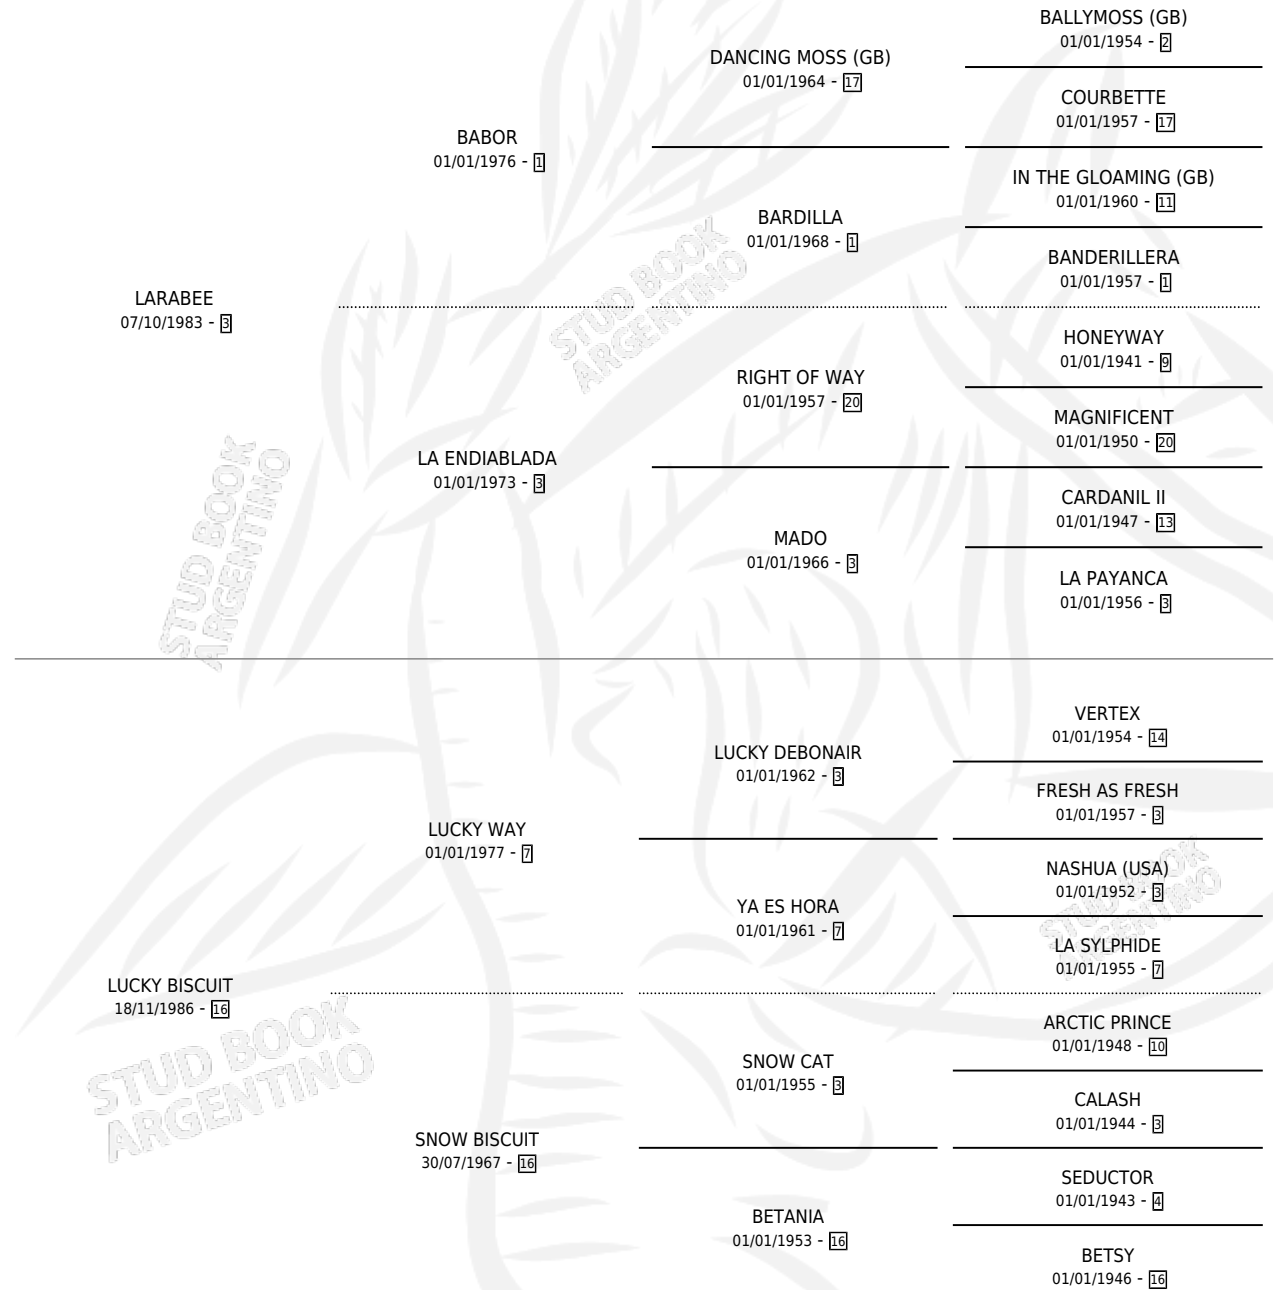 BALLYMOSS (GB)
01/01/1954 - 2
DANCING MOSS (GB)
01/01/1964 - 17
COURBETTE
01/01/1957 - 17
BABOR
01/01/1976 - 1
IN THE GLOAMING (GB)
01/01/1960 - 11
BARDILLA
01/01/1968 - 1
BANDERILLERA
01/01/1957 - 1
LARABEE
07/10/1983 - 3
HONEYWAY
01/01/1941 - 9
RIGHT OF WAY
01/01/1957 - 20
MAGNIFICENT
01/01/1950 - 20
LA ENDIABLADA
01/01/1973 - 3
CARDANIL II
01/01/1947 - 13
MADO
01/01/1966 - 3
LA PAYANCA
01/01/1956 - 3
STUD BOOK
ARGENTINO
STUD BOOK
ARGENTINO
VERTEX
01/01/1954 - 14
LUCKY DEBONAIR
01/01/1962 - 3
FRESH AS FRESH
01/01/1957 - 3
LUCKY WAY
01/01/1977 - 7
NASHUA (USA)
01/01/1952 - 3
YA ES HORA
01/01/1961 - 7
LA SYLPHIDE
01/01/1955 - 7
LUCKY BISCUIT
18/11/1986 - 16
ARCTIC PRINCE
01/01/1948 - 10
SNOW CAT
01/01/1955 - 3
CALASH
01/01/1944 - 3
SNOW BISCUIT
30/07/1967 - 16
SEDUCTOR
01/01/1943 - 4
BETANIA
01/01/1953 - 16
BETSY
01/01/1946 - 16
STUD BOOK
ARGENTINO
STUD BOOK
ARGENTINO